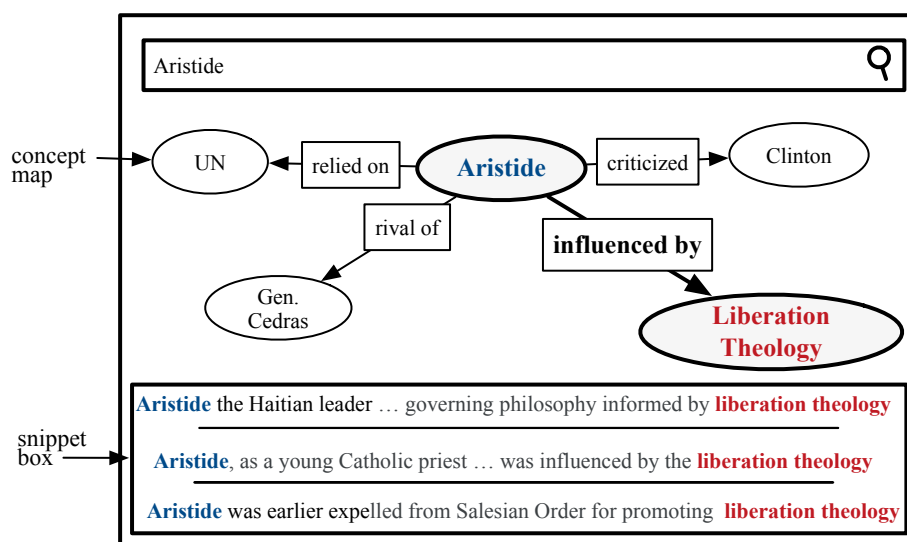 Aristide
concept
map
UN
relied on
Aristide
criticized
Clinton
rival of
influenced by
Gen.
Cedras
Liberation
Theology
snippet
box
Aristide the Haitian leader … governing philosophy informed by liberation theology
Aristide, as a young Catholic priest … was influenced by the liberation theology
Aristide was earlier expelled from Salesian Order for promoting liberation theology